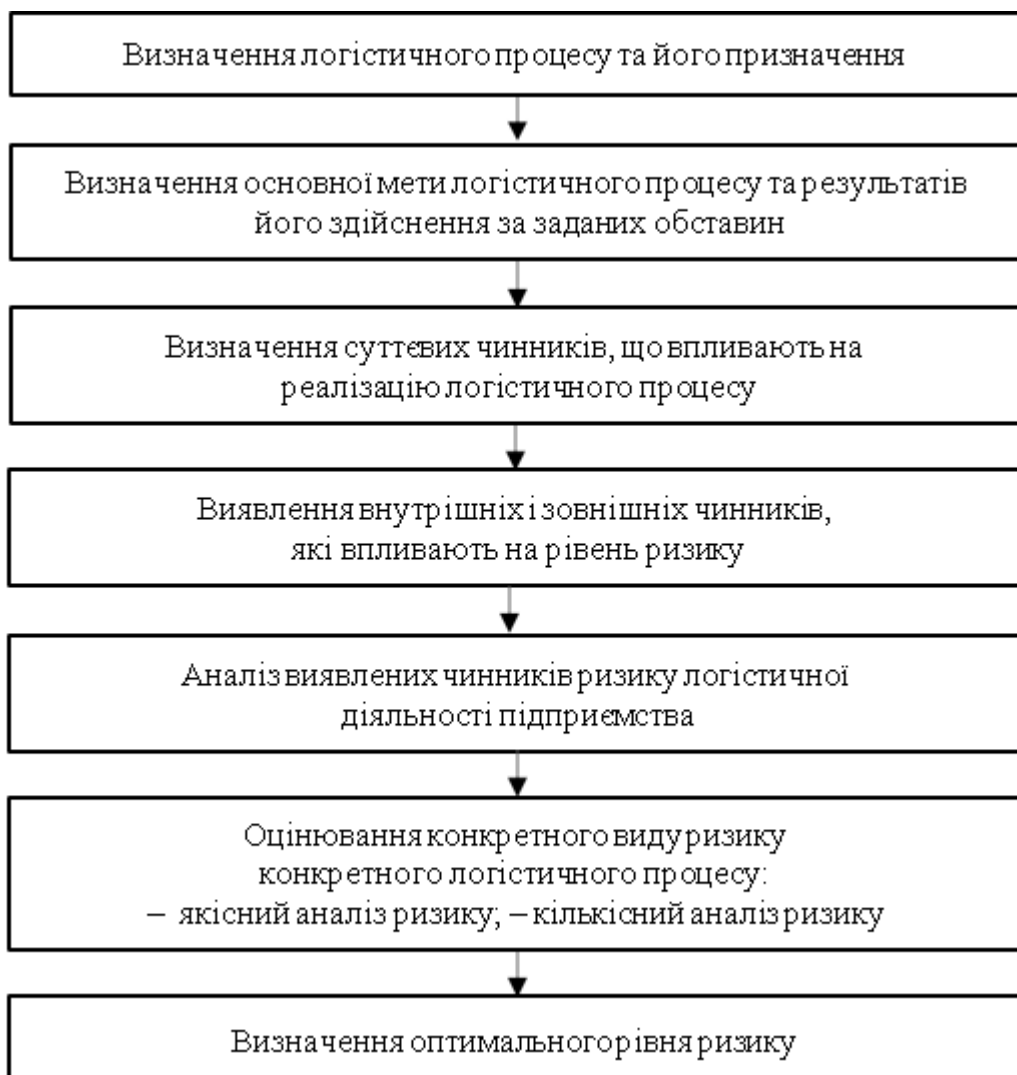 Визначення логістичного процесу та його призначення
Визначення основної мети логістичного процесу та результатів
його здійснення за заданих обставин
Визначення суттєвих чинників, що впливають на
реалізацію логістичного процесу
Виявлення внутрішніх і зовнішніх чинників,
які впливають на рівень ризику
Аналіз виявлених чинників ризику логістичної
діяльності підприємства
Оцінювання конкретного виду ризику
конкретного логістичного процесу:
– якісний аналіз ризику; – кількісний аналіз ризику
Визначення оптимального рівня ризику